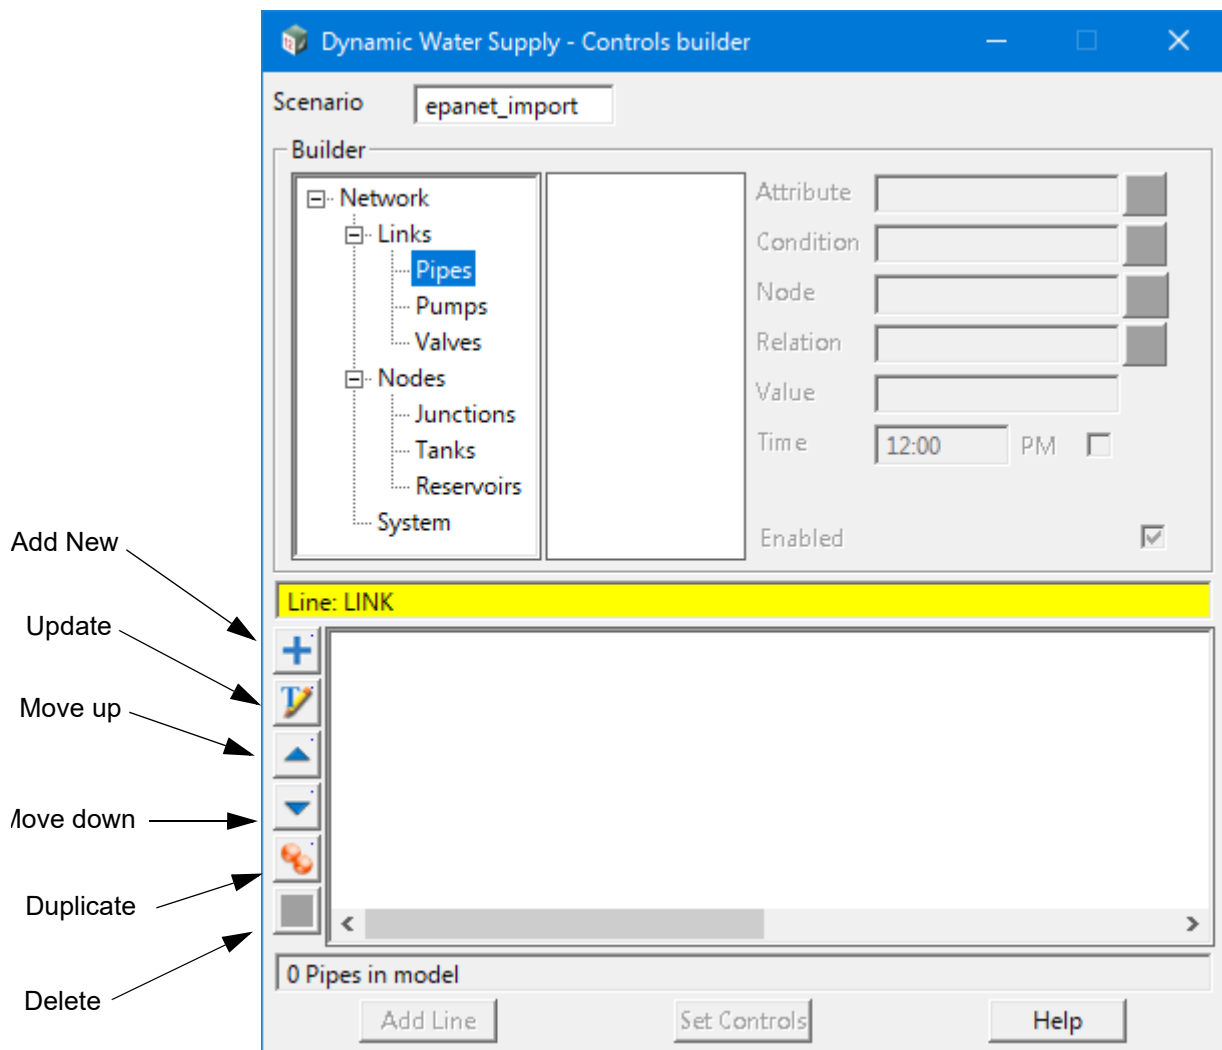 Dynamic Water Supply - Controls builder
Scenario epanet_import
Builder
Network
Links
Pipes
Pumps
Valves
Nodes
Junctions
Tanks
Reservoirs
System
Attribute
Condition
Node
Relation
Value
Time 12:00 PM
Enabled
Line: LINK
Add New
Update
Move up
Move down
Duplicate
Delete
0 Pipes in model
Add Line Set Controls Help